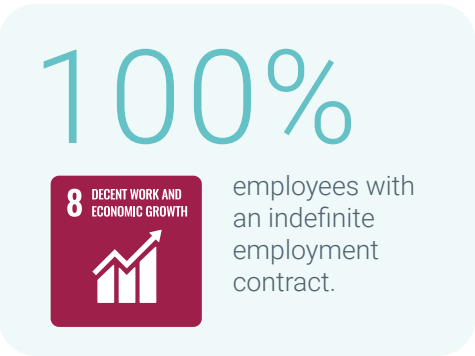 100%
8 DECENT WORK AND
ECONOMIC GROWTH
employees with
an indefinite
employment
contract.